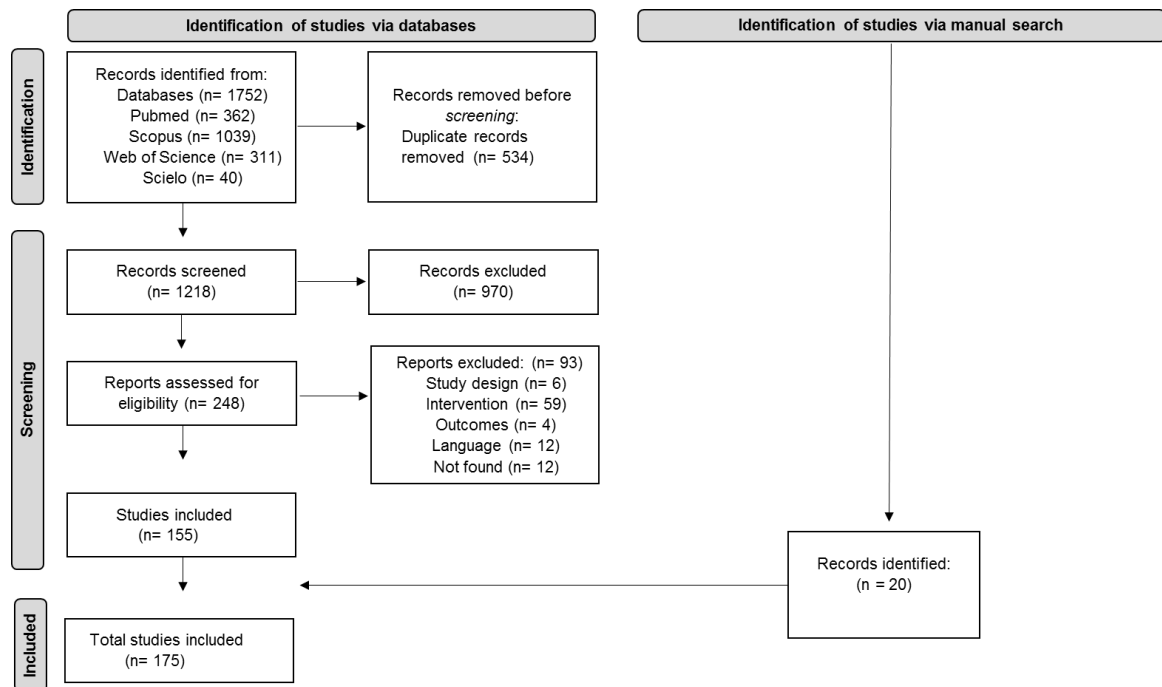 Identification of studies via databases
Identification of studies via manual search
Identification
Records identified from:
Databases (n= 1752)
Pubmed (n= 362)
Scopus (n= 1039)
Web of Science (n= 311)
Scielo (n= 40)
Records removed before
screening:
Duplicate records
removed (n= 534)
Screening
Records screened
(n= 1218)
Records excluded
(n= 970)
Reports assessed for
eligibility (n= 248)
Reports excluded: (n= 93)
Study design (n= 6)
Intervention (n= 59)
Outcomes (n= 4)
Language (n= 12)
Not found (n= 12)
Studies included
(n= 155)
Records identified:
(n = 20)
Included
Total studies included
(n= 175)